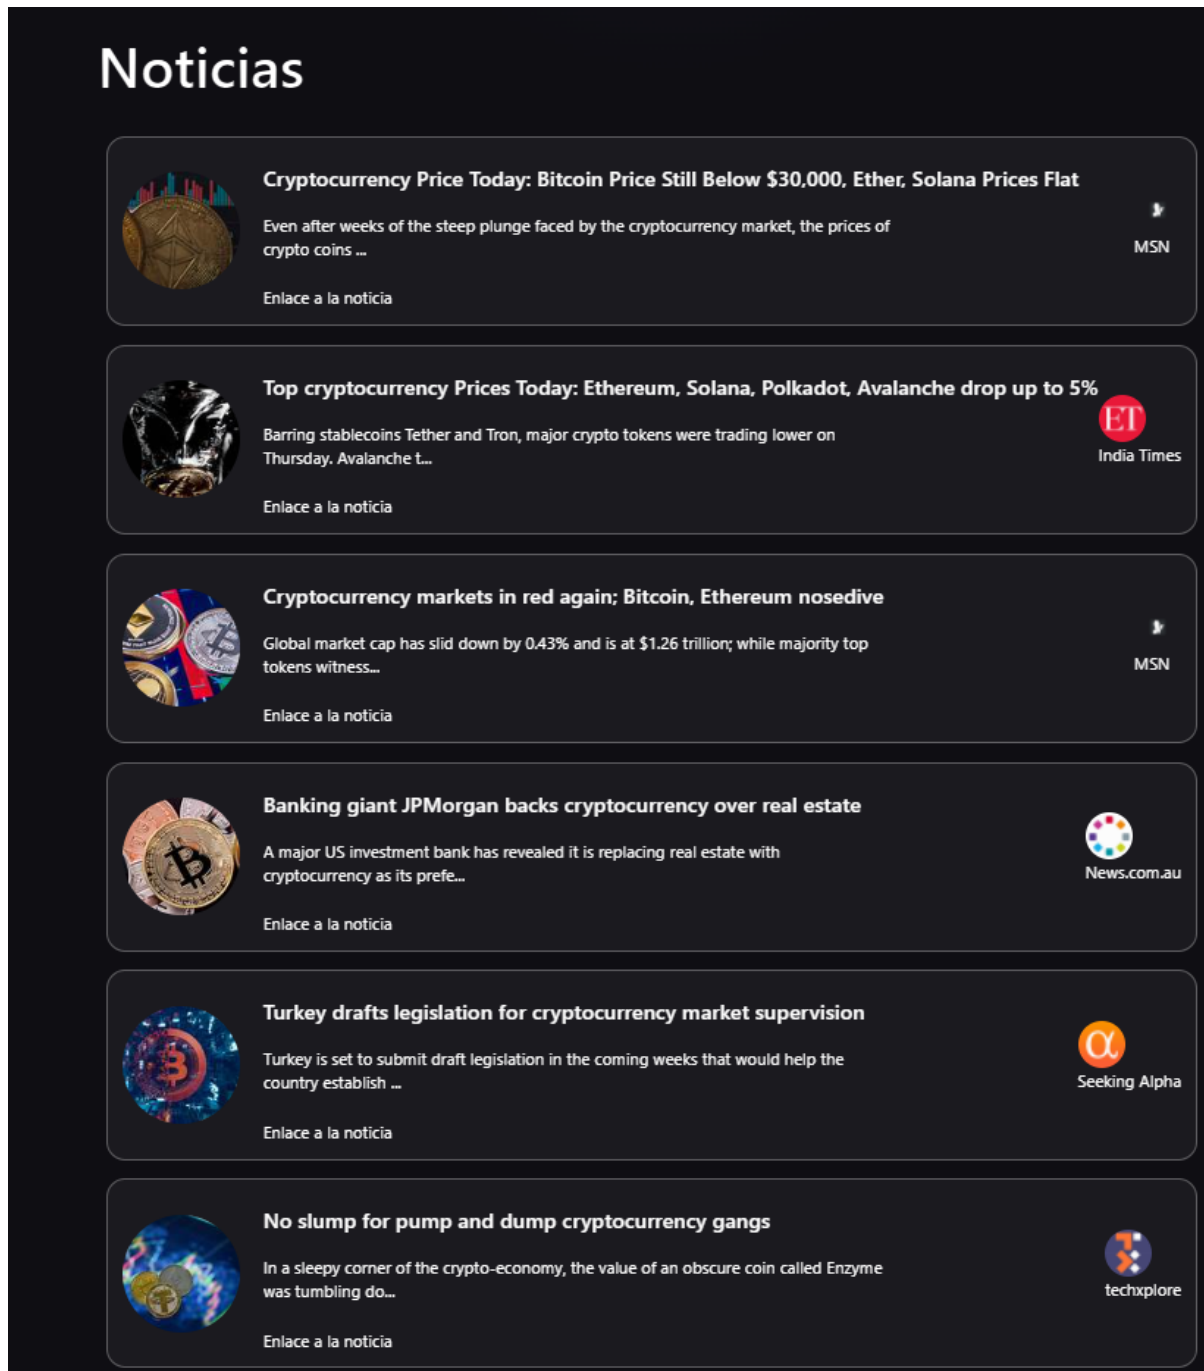 Noticias
Cryptocurrency Price Today: Bitcoin Price Still Below $30,000, Ether, Solana Prices Flat
Even after weeks of the steep plunge faced by the cryptocurrency market, the prices of
crypto coins ...
Enlace a la noticia
MSN
Top cryptocurrency Prices Today: Ethereum, Solana, Polkadot, Avalanche drop up to 5%
Barring stablecoins Tether and Tron, major crypto tokens were trading lower on
Thursday. Avalanche t...
Enlace a la noticia
ET
India Times
Cryptocurrency markets in red again; Bitcoin, Ethereum nosedive
Global market cap has slid down by 0.43% and is at $1.26 trillion; while majority top
tokens witness...
Enlace a la noticia
MSN
Banking giant JPMorgan backs cryptocurrency over real estate
A major US investment bank has revealed it is replacing real estate with
cryptocurrency as its prefe...
Enlace a la noticia
News.com.au
Turkey drafts legislation for cryptocurrency market supervision
Turkey is set to submit draft legislation in the coming weeks that would help the
country establish ...
Enlace a la noticia
α
Seeking Alpha
No slump for pump and dump cryptocurrency gangs
In a sleepy corner of the crypto-economy, the value of an obscure coin called Enzyme
was tumbling do...
Enlace a la noticia
techxplore